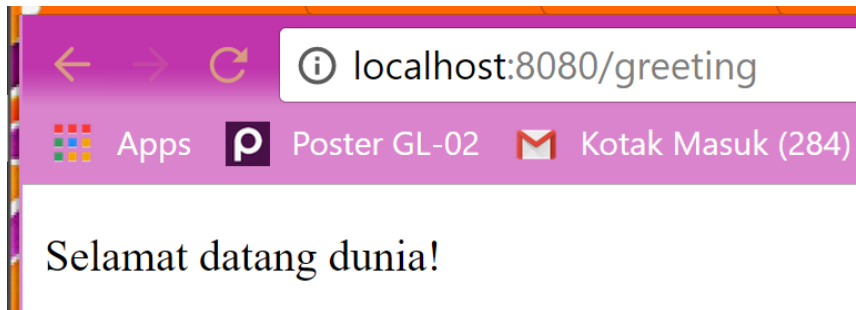 localhost:8080/greeting
Apps Poster GL-02 Kotak Masuk (284)
Selamat datang dunia!